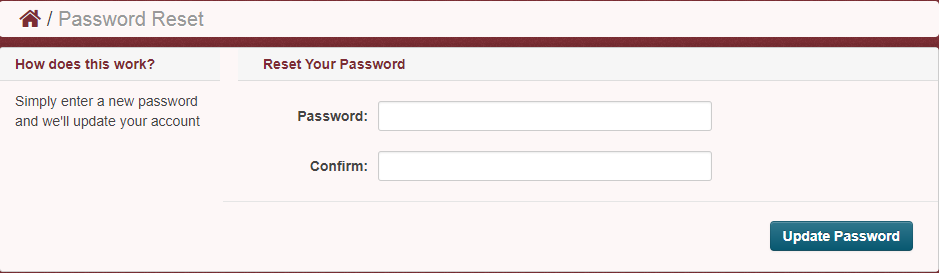 / Password Reset
How does this work?
Simply enter a new password
and we'll update your account
Reset Your Password
Password:
Confirm:
Update Password